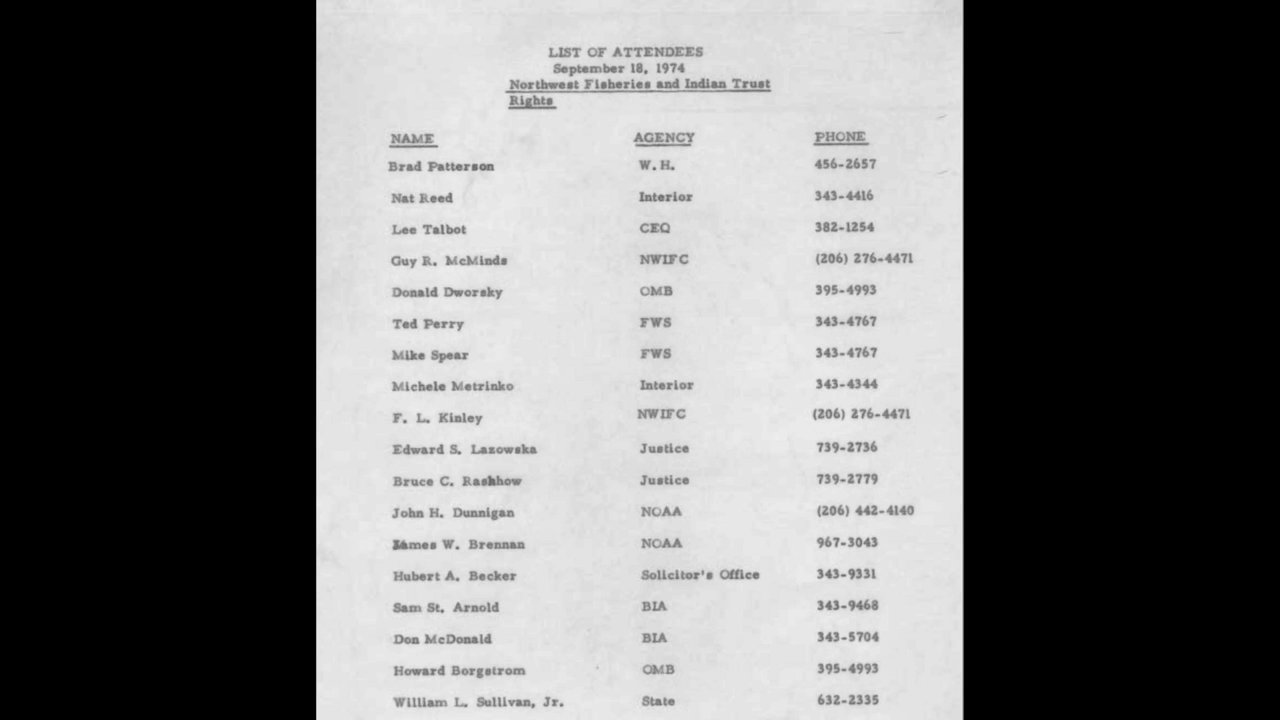 LIST OF ATTENDEES
September 18, 1974
Northwest Fisheries and Indian Trust
Rights
NAME AGENCY PHONE
Brad Patterson W.H. 456-2657
Nat Reed Interior 343-4416
Lee Talbot CEQ 382-1254
Guy R. McMinds NWIFC (206) 276-4471
Donald Dworsky OMB 395-4993
Ted Perry FWS 343-4767
Mike Spear FWS 343-4767
Michele Metrinko Interior 343-4344
F. L. Kinley NWIFC (206) 276-4471
Edward S. Lazowska Justice 739-2736
Bruce C. Justice 739-2779
John H. Dunnigan NOAA (206) 442-4140
James W. Brennan NOAA 967-3043
Hubert A. Becker Solicitor's Office 343-9331
Sam St. Arnold BIA 343-9468
Don McDonald BIA 343-5704
Howard Borgstrom OMB 395-4993
William L. Sullivan, Jr. State 632-2335